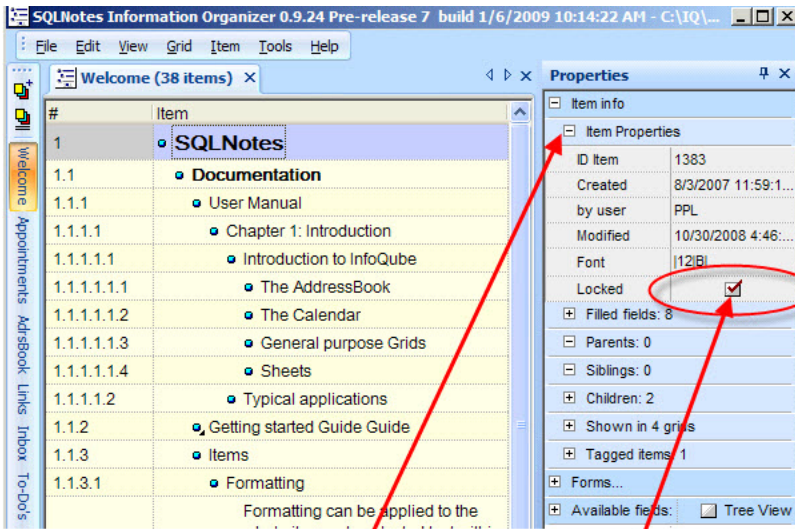 SQLNotes Information Organizer 0.9.24 Pre-release 7 build 1/6/2009 10:14:22 AM - C:\IQ\...
File Edit View Grid Item Tools Help
Welcome (38 items)
# Item
1 SQLNotes
1.1 Documentation
1.1.1 User Manual
1.1.1.1 Chapter 1: Introduction
1.1.1.1.1 Introduction to InfoQube
1.1.1.1.1.1 The AddressBook
1.1.1.1.1.2 The Calendar
1.1.1.1.1.3 General purpose Grids
1.1.1.1.1.4 Sheets
1.1.1.1.2 Typical applications
1.1.2 Getting started Guide Guide
1.1.3 Items
1.1.3.1 Formatting
Formatting can be applied to the
Welcome
Appointments
AdrsBook
Links
Inbox
To-Do's
Properties
Item info
Item Properties
ID Item 1383
Created 8/3/2007 11:59:1...
by user PPL
Modified 10/30/2008 4:46:...
Font |12|B|
Locked
Filled fields: 8
Parents: 0
Siblings: 0
Children: 2
Shown in 4 grids
Tagged items: 1
Forms...
Available fields: Tree View